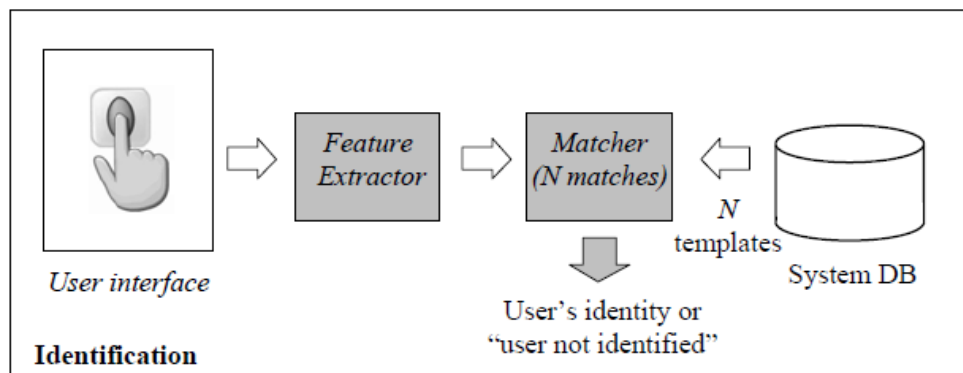 Feature
Extractor
Matcher
(N matches)
N
templates
User interface
System DB
User’s identity or
“user not identified”
Identification